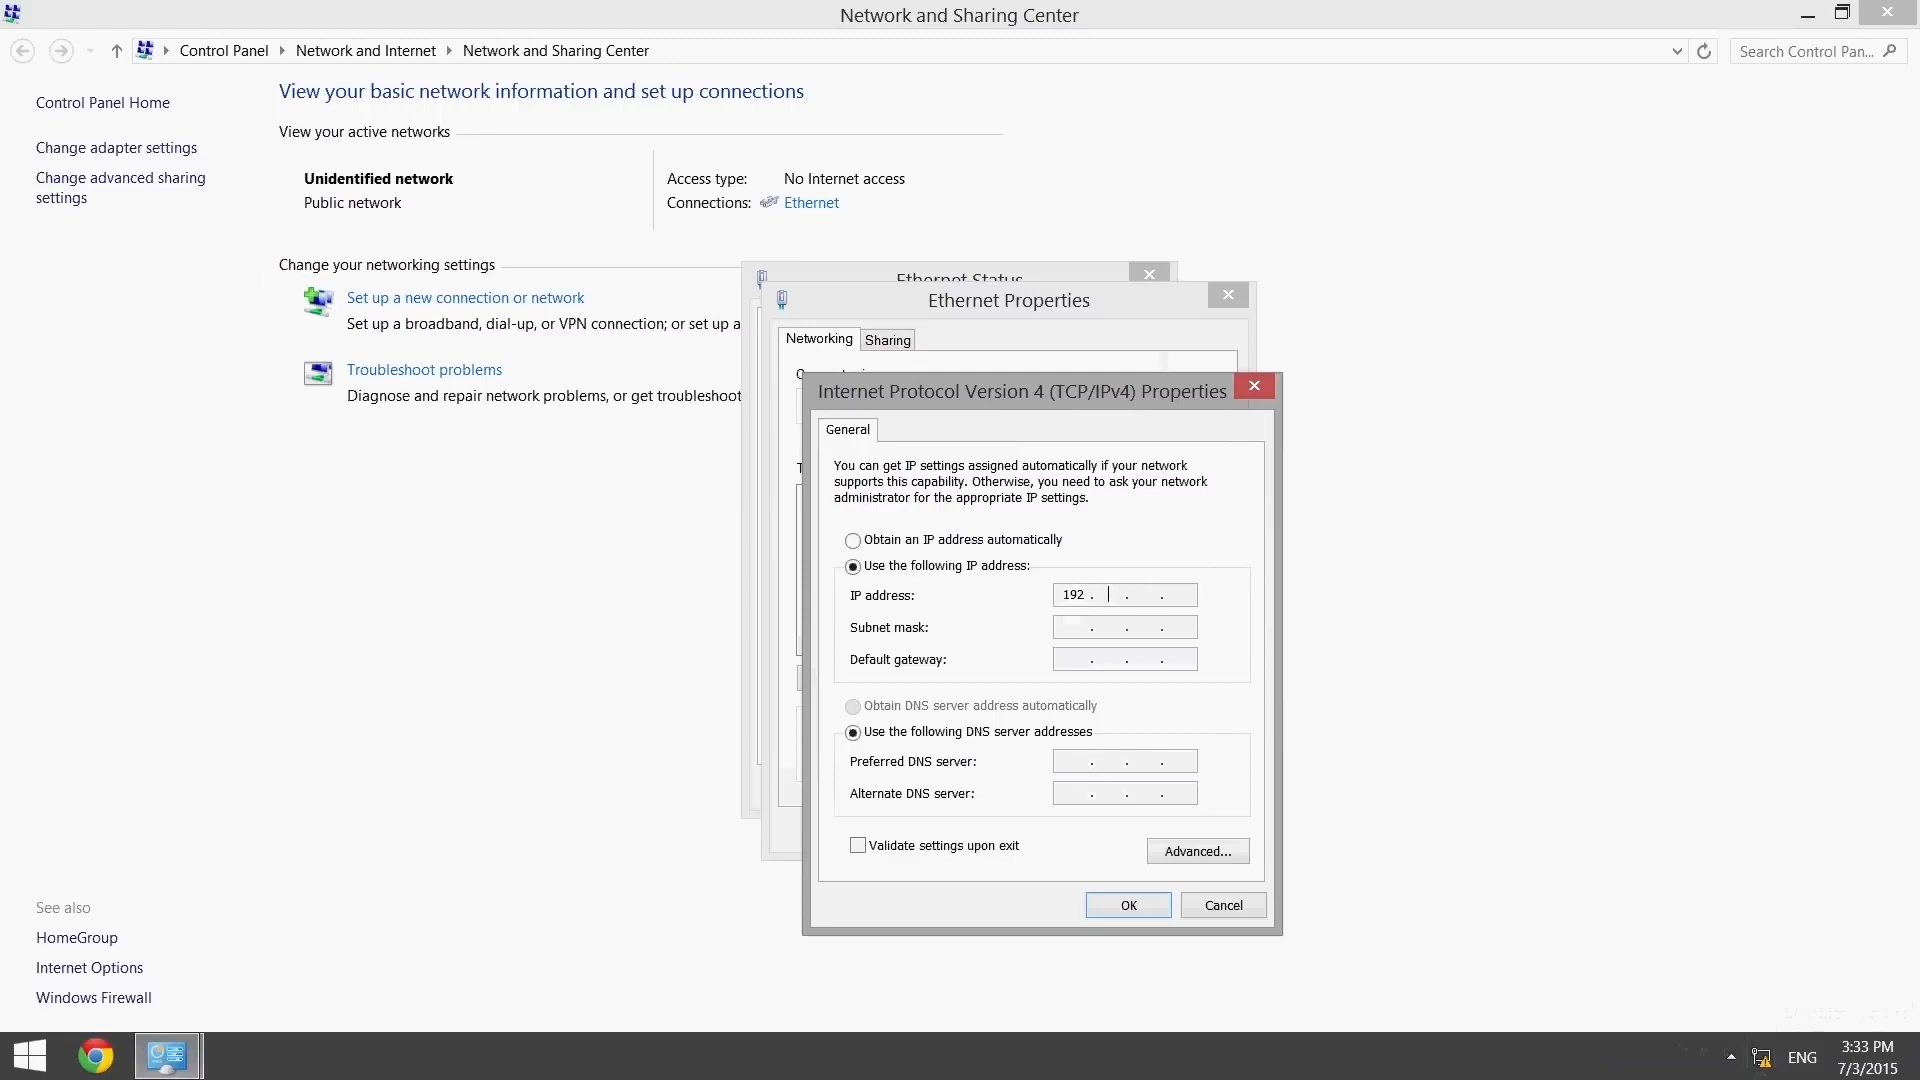 Network and Sharing Center
Control Panel Network and Internet Network and Sharing Center
Search Control Pan...
Control Panel Home
Change adapter settings
Change advanced sharing
settings
View your basic network information and set up connections
View your active networks
Unidentified network
Public network
Access type: No Internet access
Connections: Ethernet
Change your networking settings
Set up a new connection or network
Set up a broadband, dial-up, or VPN connection; or set up a
Troubleshoot problems
Diagnose and repair network problems, or get troubleshoot
Ethernet Status
Ethernet Properties
Networking Sharing
Internet Protocol Version 4 (TCP/IPv4) Properties
General
You can get IP settings assigned automatically if your network
supports this capability. Otherwise, you need to ask your network
administrator for the appropriate IP settings.
Obtain an IP address automatically
Use the following IP address:
IP address: 192 . . .
Subnet mask: . . .
Default gateway: . . .
Obtain DNS server address automatically
Use the following DNS server addresses
Preferred DNS server: . . .
Alternate DNS server: . . .
Validate settings upon exit
Advanced...
OK Cancel
See also
HomeGroup
Internet Options
Windows Firewall
ENG
3:33 PM
7/3/2015